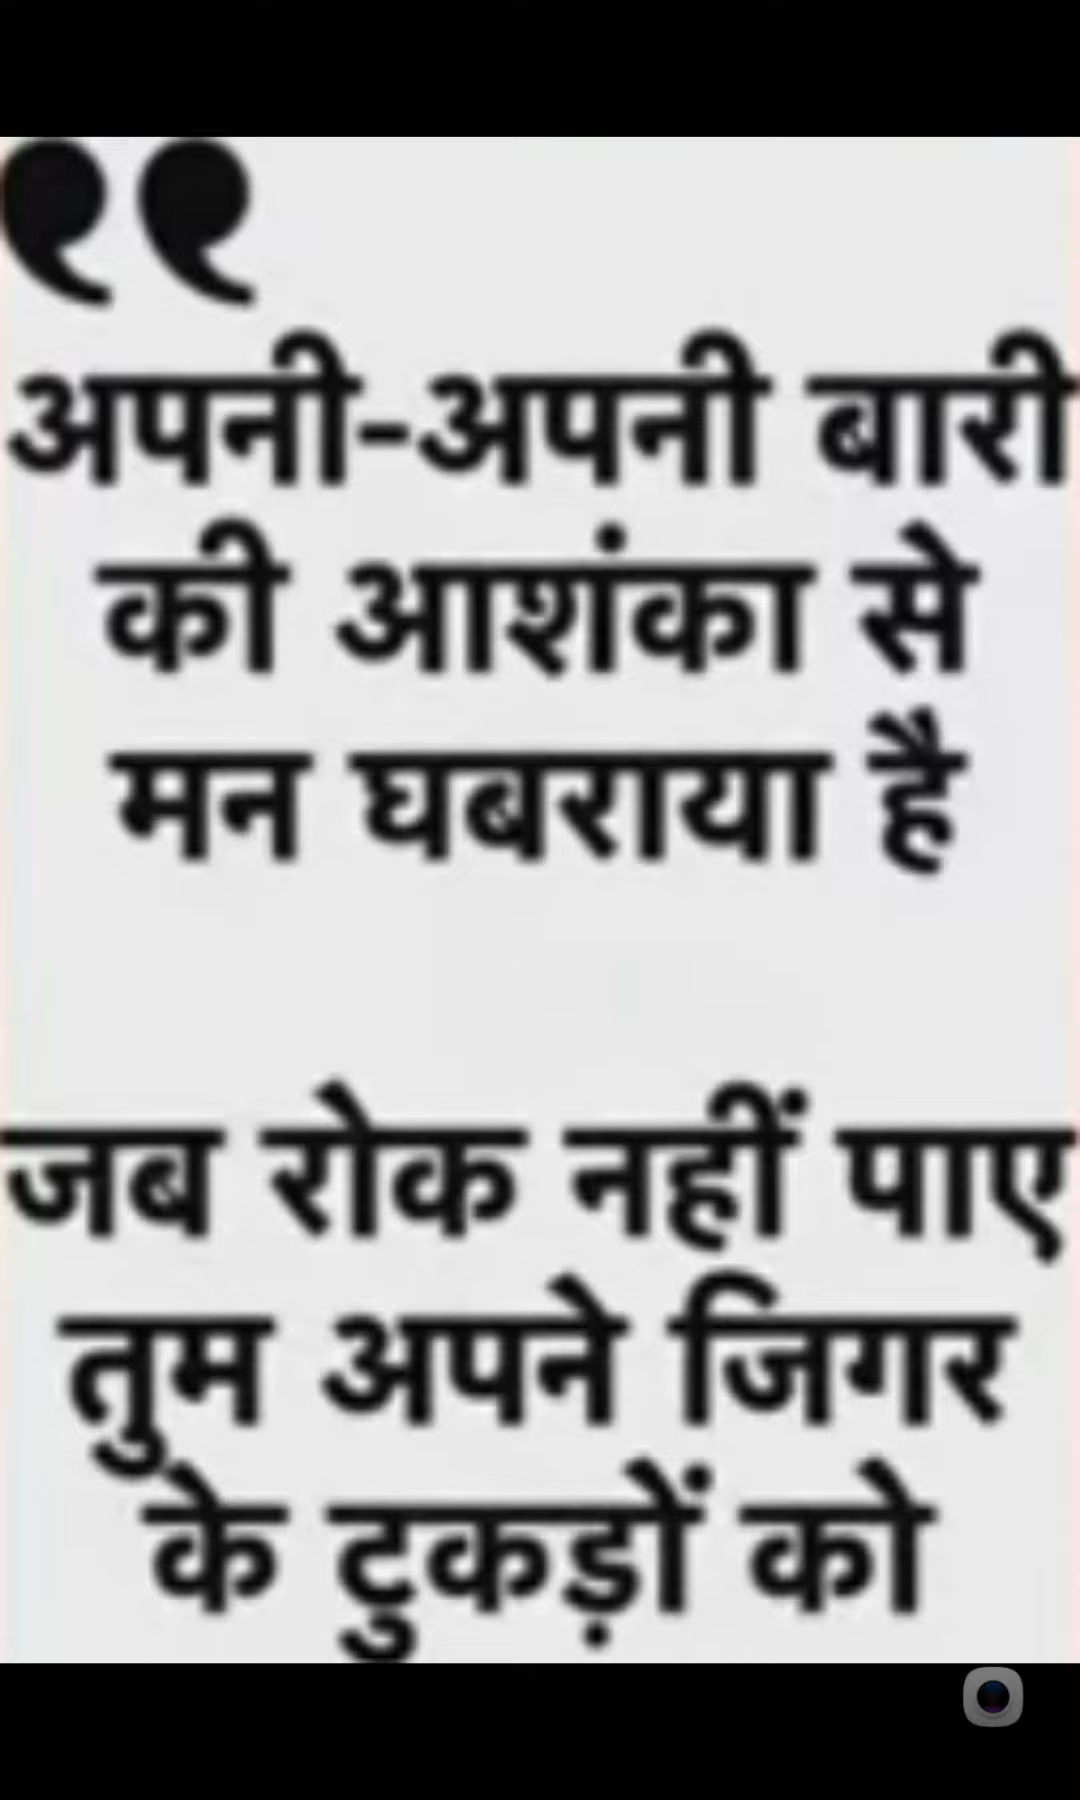 ❜❜
अपनी-अपनी बारी
की आशंका से
मन घबराया है
जब रोक नहीं पाए
तुम अपने जिगर
के टुकड़ों को